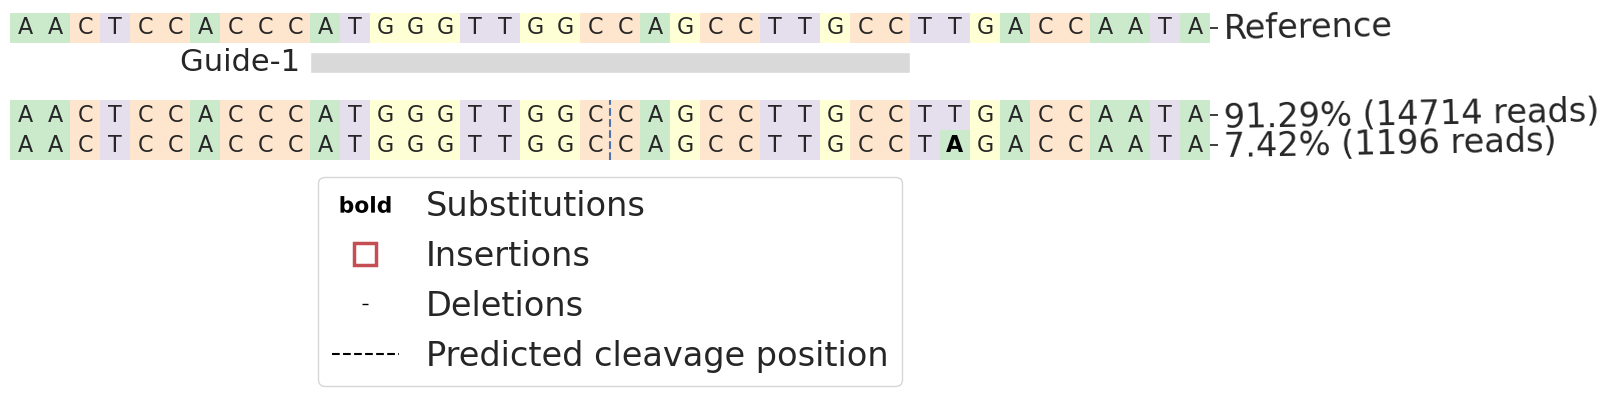 A A C T C C A C C C A T G G G T T G G C C A G C C T T G C C T T G A C C A A T A Reference
Guide-1
A A C T C C A C C C A T G G G T T G G C C A G C C T T G C C T T G A C C A A T A 91.29% (14714 reads)
A A C T C C A C C C A T G G G T T G G C C A G C C T T G C C T A G A C C A A T A 7.42% (1196 reads)
bold Substitutions
Insertions
- Deletions
Predicted cleavage position